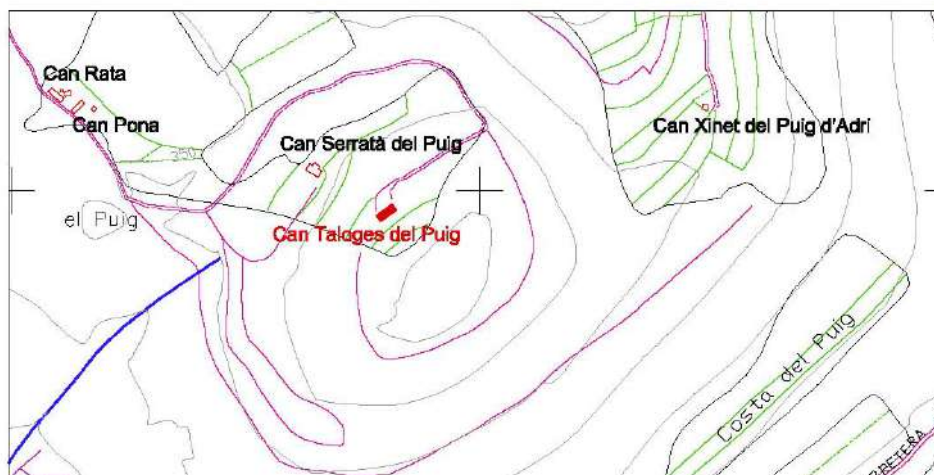 Can Rata
Can Pona
Can Serratà del Puig
Can Xinet del Puig d'Adrí
350
el Puig
Can Taloges del Puig
Costa del Puig